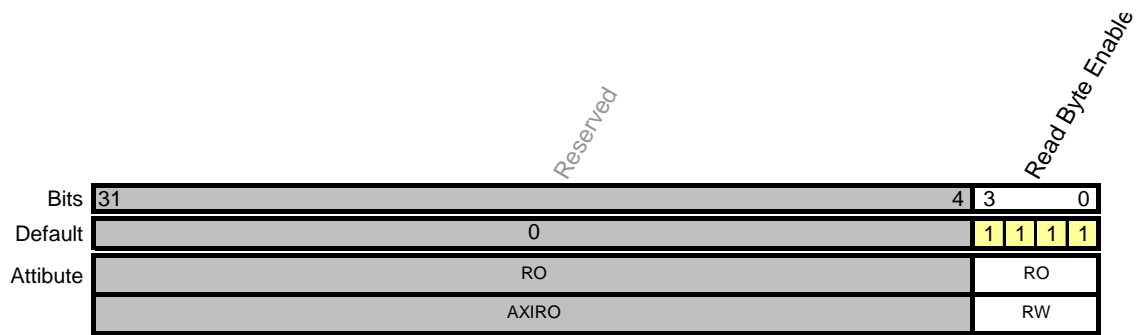 Reserved
Read Byte Enable
Bits 31 4 3 0
Default 0 1 1 1 1
Attibute RO RO
AXIRO RW